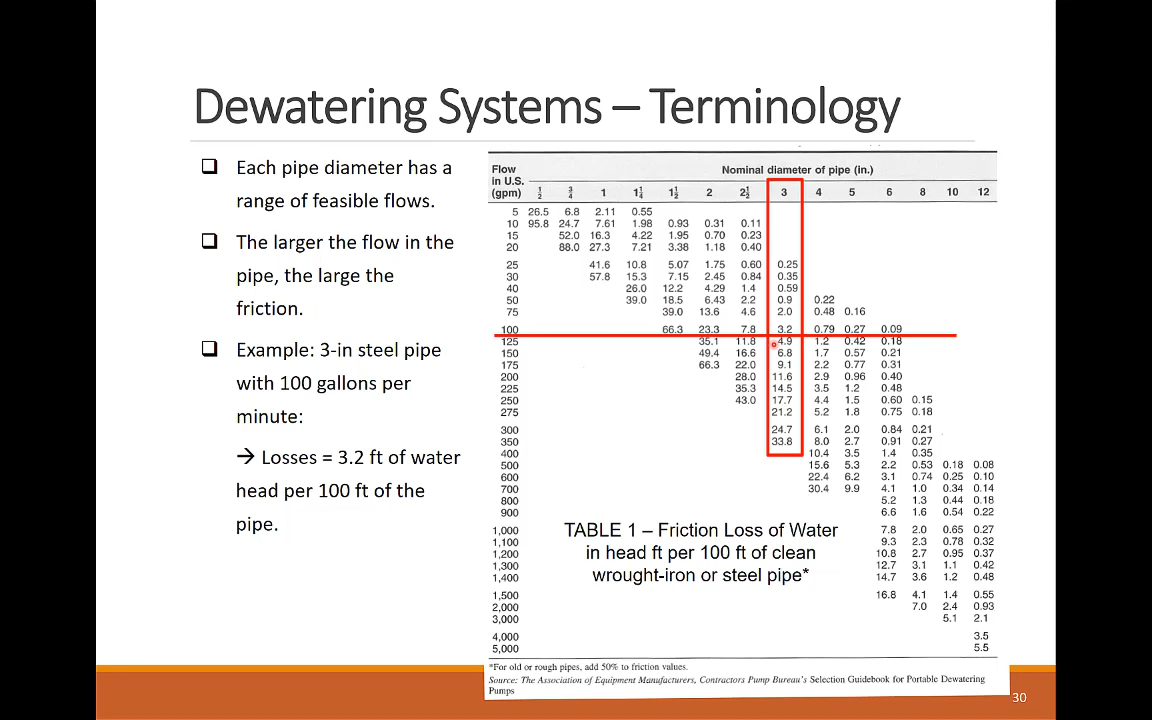 Dewatering Systems – Terminology
❑ Each pipe diameter has a
range of feasible flows.
❑ The larger the flow in the
pipe, the large the
friction.
❑ Example: 3-in steel pipe
with 100 gallons per
minute:
→ Losses = 3.2 ft of water
head per 100 ft of the
pipe.
Flow
in U.S.
(gpm)
Nominal diameter of pipe (in.)
1/2 3/4 1 1 1/4 1 1/2 2 2 1/2 3 4 5 6 8 10 12
5 26.5 6.8 2.11 0.55
10 95.8 24.7 7.61 1.98 0.93 0.31 0.11
15 52.0 16.3 4.22 1.95 0.70 0.23
20 88.0 27.3 7.21 3.38 1.18 0.40
25 41.6 10.8 5.07 1.75 0.60 0.25
30 57.8 15.3 7.15 2.45 0.84 0.35
40 26.0 12.2 4.29 1.4 0.59
50 39.0 18.5 6.43 2.2 0.9 0.22
75 39.0 13.6 4.6 2.0 0.48 0.16
100 66.3 23.3 7.8 3.2 0.79 0.27 0.09
125 35.1 11.8 4.9 1.2 0.42 0.18
150 49.4 16.6 6.8 1.7 0.57 0.21
175 66.3 22.0 9.1 2.2 0.77 0.31
200 28.0 11.6 2.9 0.96 0.40
225 35.3 14.5 3.5 1.2 0.48
250 43.0 17.7 4.4 1.5 0.60 0.15
275 21.2 5.2 1.8 0.75 0.18
300 24.7 6.1 2.0 0.84 0.21
350 33.8 8.0 2.7 0.91 0.27
400 10.4 3.5 1.4 0.35
500 15.6 5.3 2.2 0.53 0.18 0.08
600 22.4 6.2 3.1 0.74 0.25 0.10
700 30.4 9.9 4.1 1.0 0.34 0.14
800 5.2 1.3 0.44 0.18
900 6.6 1.6 0.54 0.22
1,000 7.8 2.0 0.65 0.27
1,100 9.3 2.3 0.78 0.32
1,200 10.8 2.7 0.95 0.37
1,300 12.7 3.1 1.1 0.42
1,400 14.7 3.6 1.2 0.48
1,500 16.8 4.1 1.4 0.55
2,000 7.0 2.4 0.93
3,000 5.1 2.1
4,000 3.5
5,000 5.5
TABLE 1 – Friction Loss of Water
in head ft per 100 ft of clean
wrought-iron or steel pipe*
*For old or rough pipes, add 50% to friction values.
Source: The Association of Equipment Manufacturers, Contractors Pump Bureau's Selection Guidebook for Portable Dewatering
Pumps
30